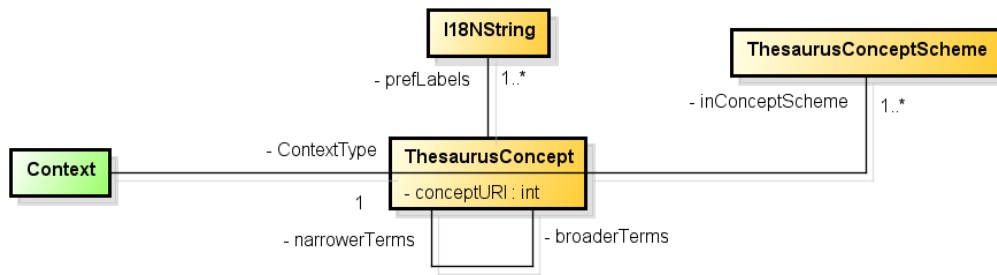 I18NString
ThesaurusConceptScheme
- prefLabels
1..*
- inConceptScheme
1..*
- ContextType
ThesaurusConcept
Context
- conceptURI : int
1
- narrowerTerms
- broaderTerms